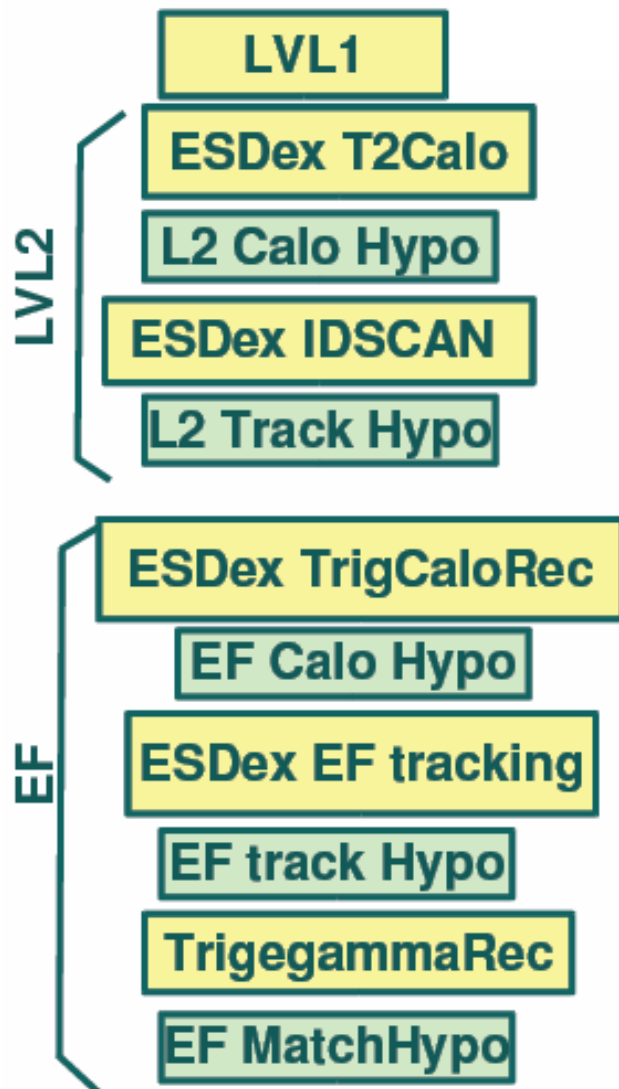 LVL1
LVL2
ESDex T2Calo
L2 Calo Hypo
ESDex IDSCAN
L2 Track Hypo
EF
ESDex TrigCaloRec
EF Calo Hypo
ESDex EF tracking
EF track Hypo
TrigegammaRec
EF MatchHypo